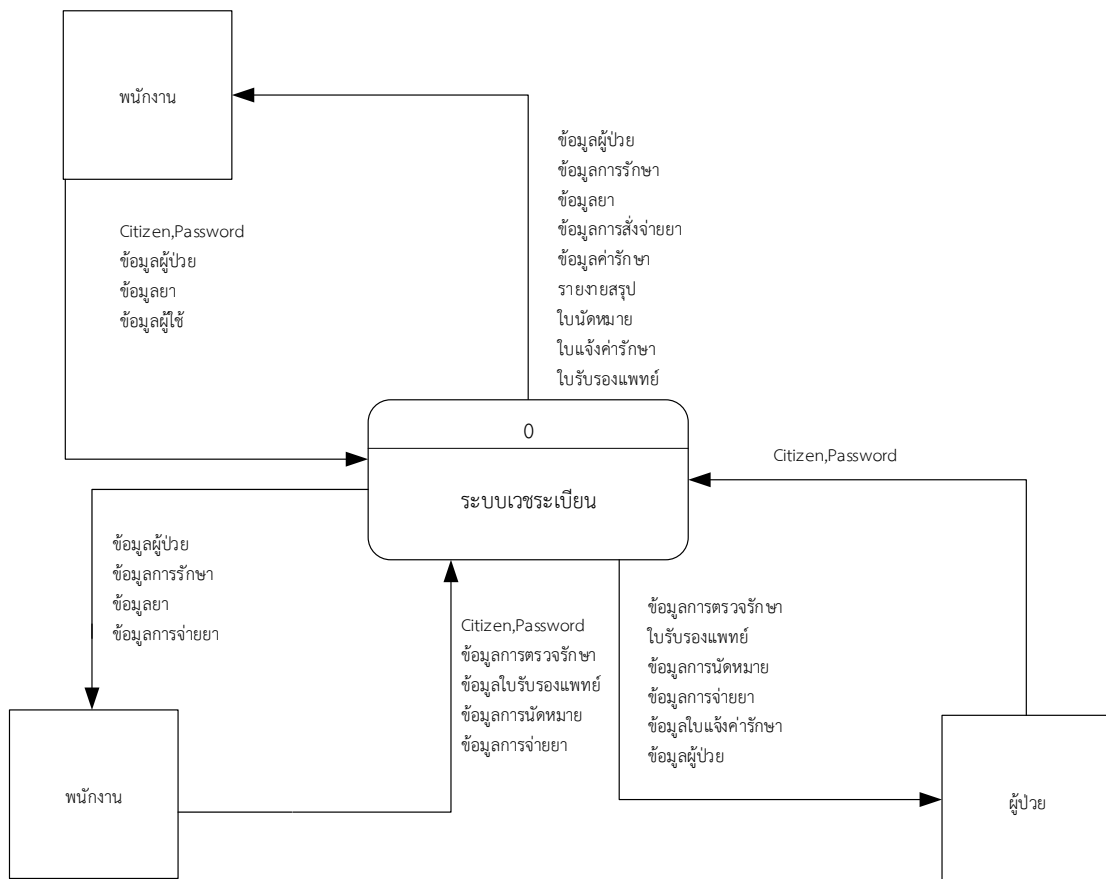 พนักงาน
ข้อมูลผู้ป่วย
ข้อมูลการรักษา
ข้อมูลยา
ข้อมูลการสั่งจ่ายยา
ข้อมูลค่ารักษา
รายงายสรุป
ใบนัดหมาย
ใบแจ้งค่ารักษา
ใบรับรองแพทย์
Citizen,Password
ข้อมูลผู้ป่วย
ข้อมูลยา
ข้อมูลผู้ใช้
0
ระบบเวชระเบียน
Citizen,Password
ข้อมูลผู้ป่วย
ข้อมูลการรักษา
ข้อมูลยา
ข้อมูลการจ่ายยา
Citizen,Password
ข้อมูลการตรวจรักษา
ข้อมูลใบรับรองแพทย์
ข้อมูลการนัดหมาย
ข้อมูลการจ่ายยา
ข้อมูลการตรวจรักษา
ใบรับรองแพทย์
ข้อมูลการนัดหมาย
ข้อมูลการจ่ายยา
ข้อมูลใบแจ้งค่ารักษา
ข้อมูลผู้ป่วย
พนักงาน
ผู้ป่วย